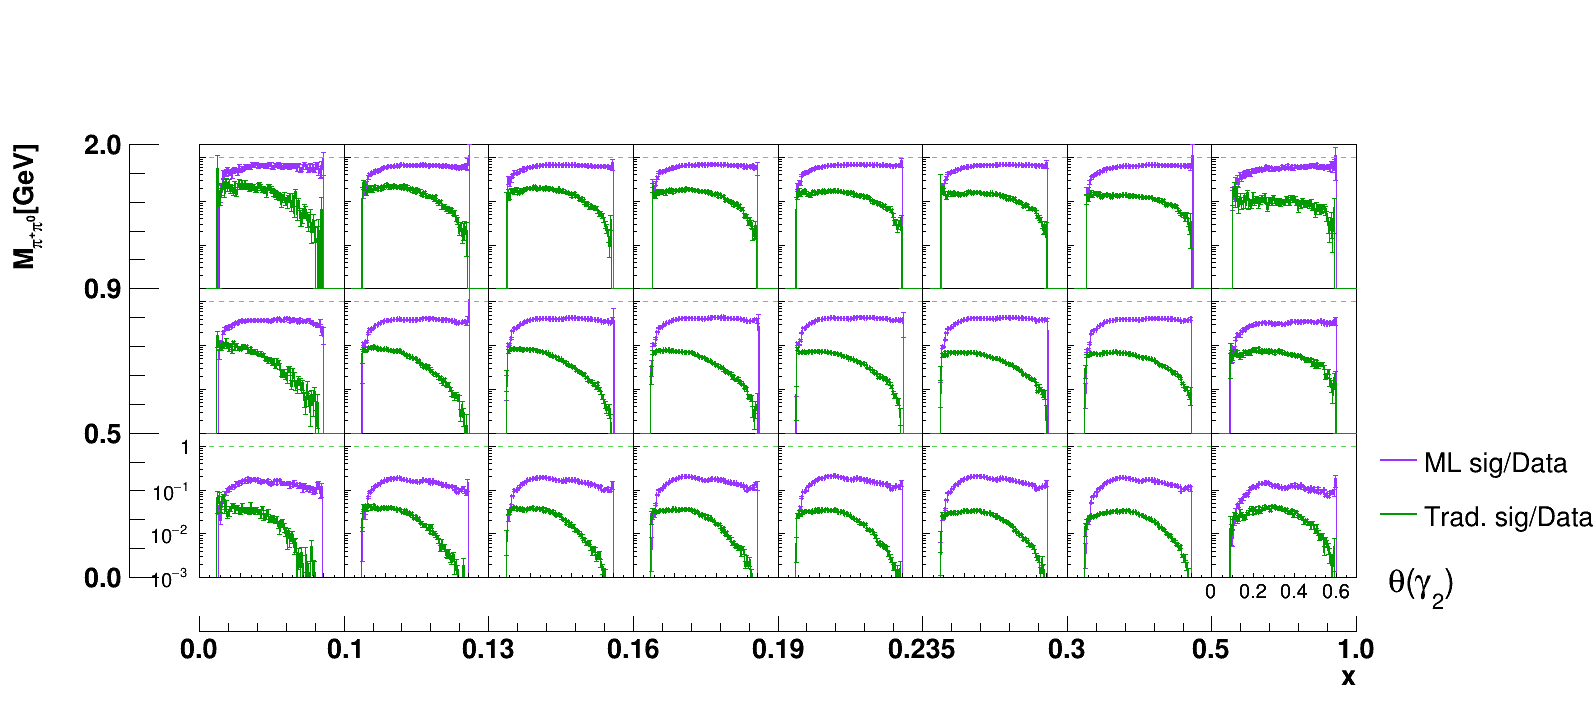 M π⁺π⁰ [GeV]
2.0
0.9
0.5
0.0
1
10⁻¹
10⁻²
10⁻³
ML sig/Data
Trad. sig/Data
θ(γ₂)
0 0.2 0.4 0.6
0.0 0.1 0.13 0.16 0.19 0.235 0.3 0.5 1.0
x